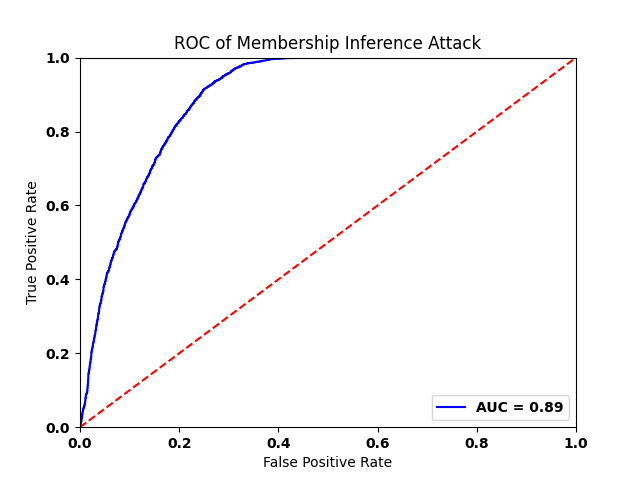 ROC of Membership Inference Attack
True Positive Rate
1.0
0.8
0.6
0.4
0.2
0.0
AUC = 0.89
0.0 0.2 0.4 0.6 0.8 1.0
False Positive Rate